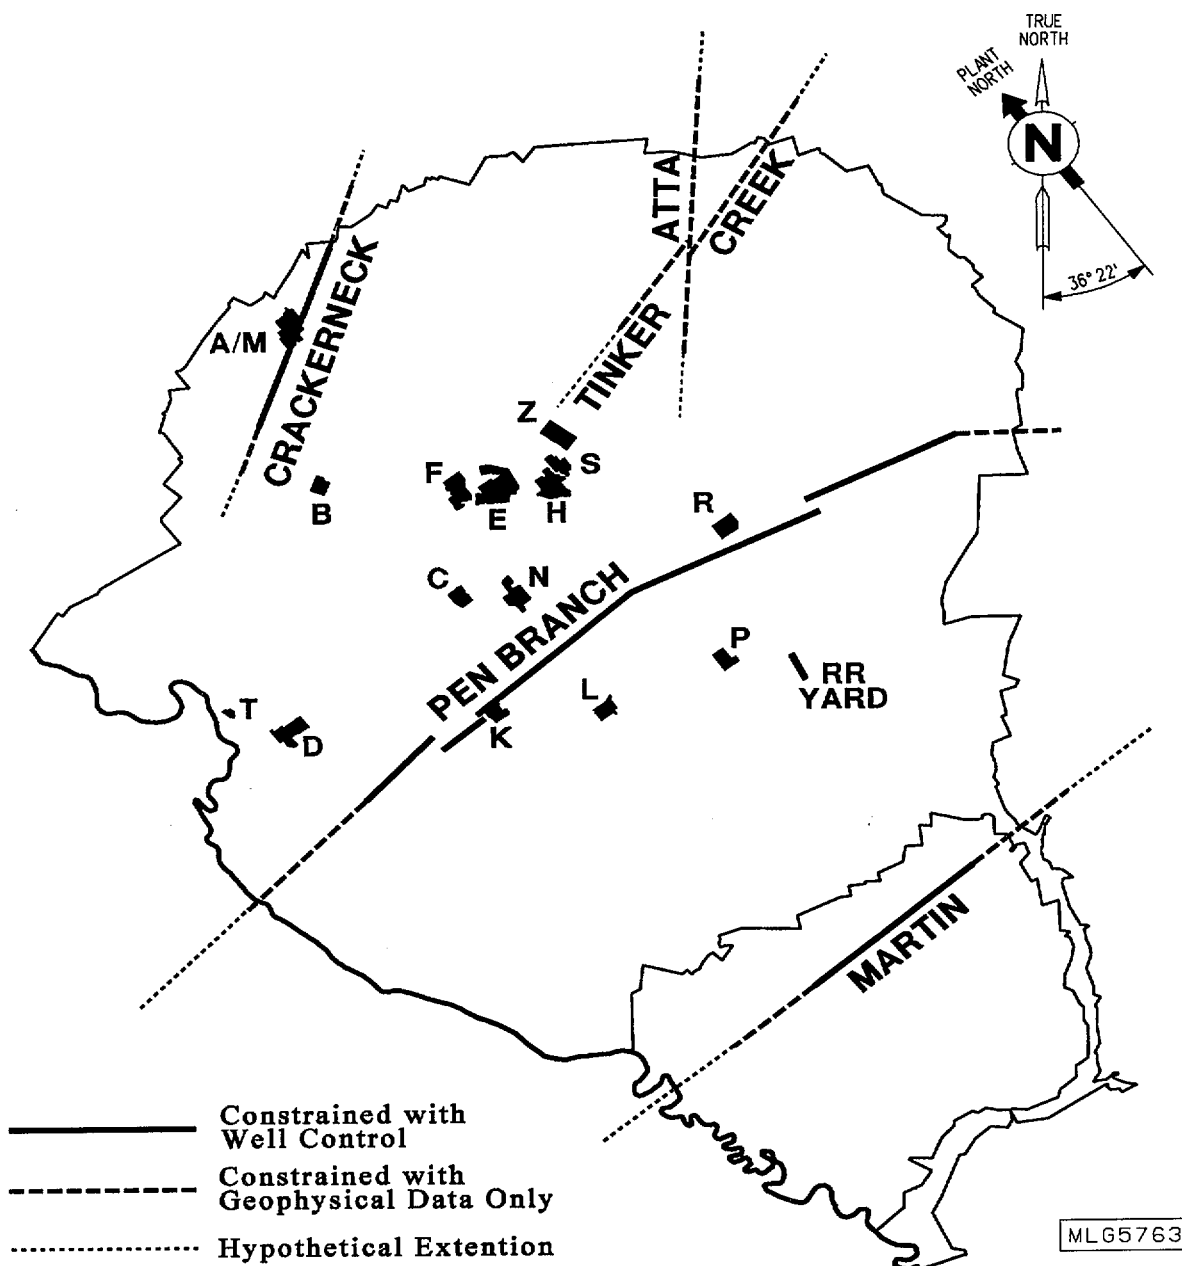 TRUE
NORTH
PLANT
NORTH
N
36° 22'
ATTA
CREEK
TINKER
CRACKERNECK
A/M
B
Z
S
F
E
H
R
C
N
PEN BRANCH
P
RR
YARD
L
K
T
D
MARTIN
Constrained with
Well Control
Constrained with
Geophysical Data Only
Hypothetical Extention
MLG5763